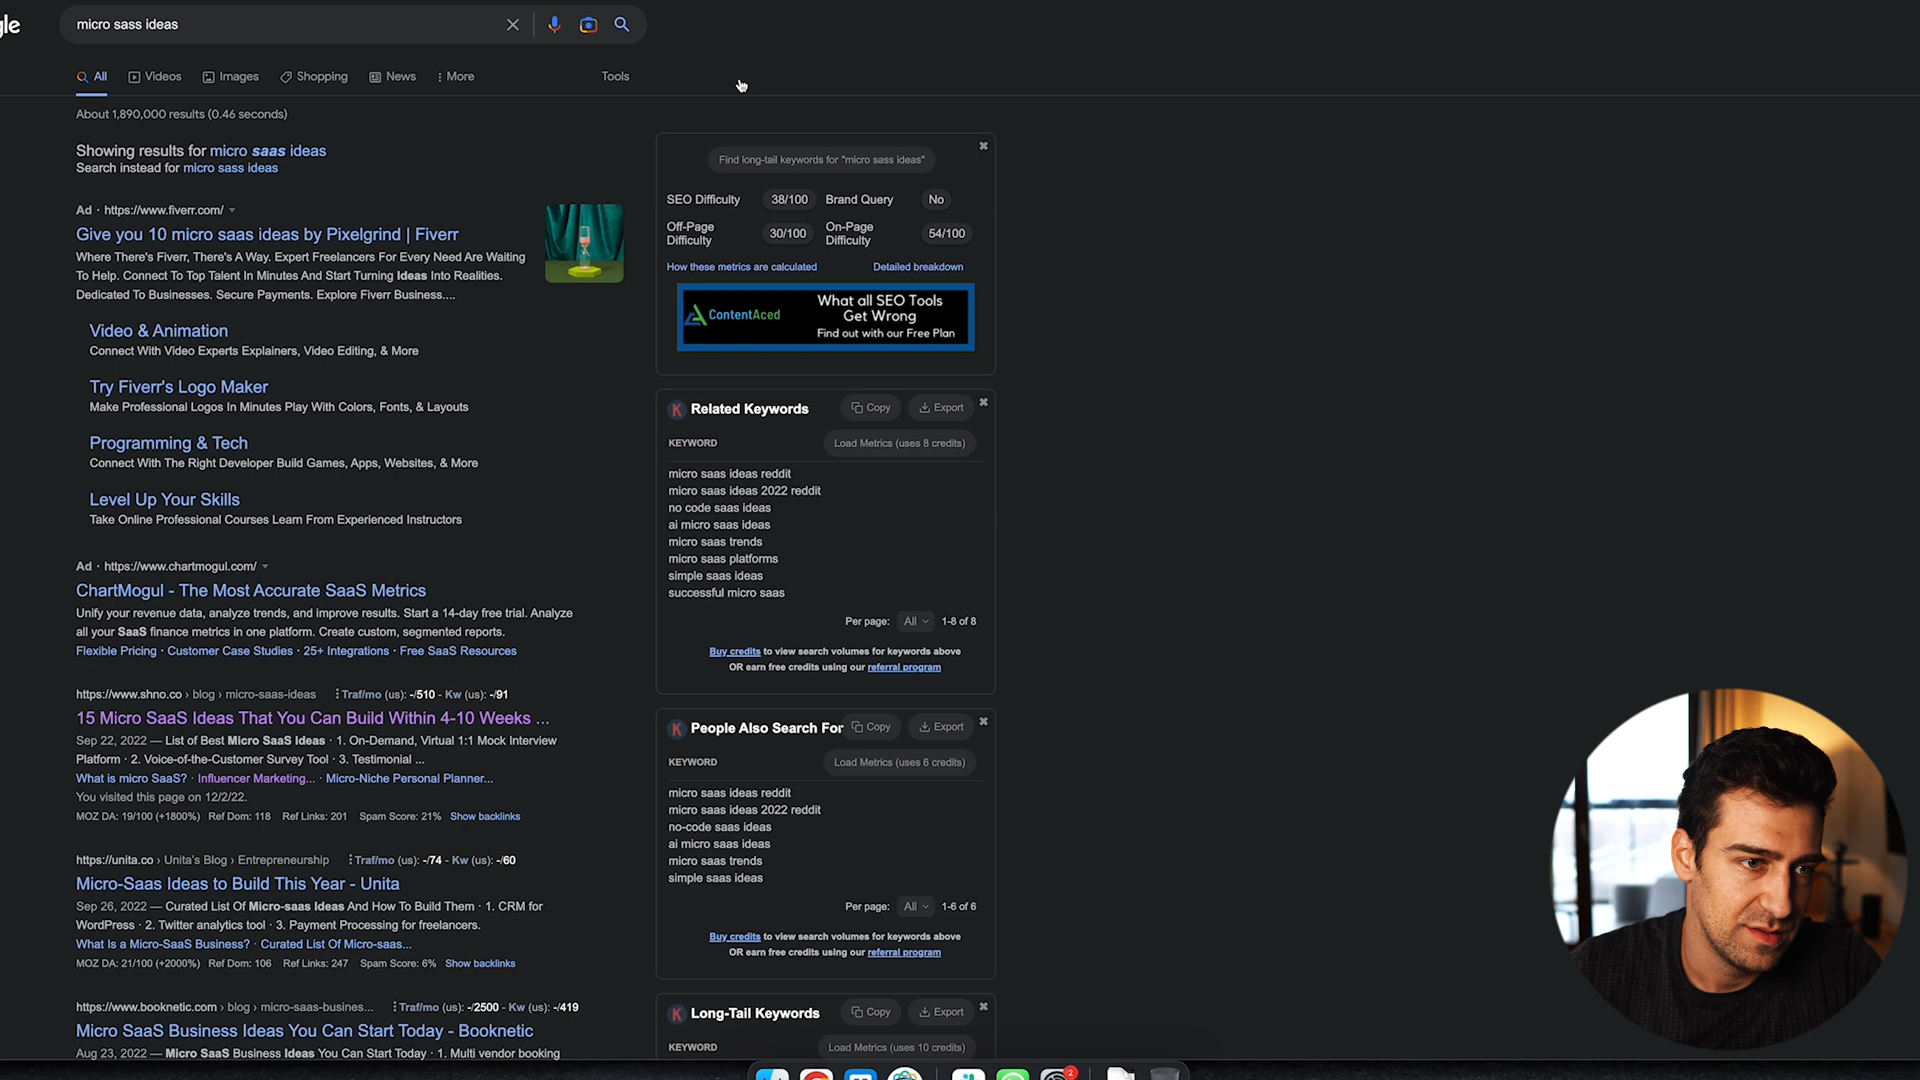 gle
micro sass ideas
All
Videos
Images
Shopping
News
More
Tools
About 1,890,000 results (0.46 seconds)
Showing results for micro saas ideas
Search instead for micro sass ideas
Ad · https://www.fiverr.com/
Give you 10 micro saas ideas by Pixelgrind | Fiverr
Where There's Fiverr, There's A Way. Expert Freelancers For Every Need Are Waiting
To Help. Connect To Top Talent In Minutes And Start Turning Ideas Into Realities.
Dedicated To Businesses. Secure Payments. Explore Fiverr Business....
Video & Animation
Connect With Video Experts Explainers, Video Editing, & More
Try Fiverr's Logo Maker
Make Professional Logos In Minutes Play With Colors, Fonts, & Layouts
Programming & Tech
Connect With The Right Developer Build Games, Apps, Websites, & More
Level Up Your Skills
Take Online Professional Courses Learn From Experienced Instructors
Ad · https://www.chartmogul.com/
ChartMogul - The Most Accurate SaaS Metrics
Unify your revenue data, analyze trends, and improve results. Start a 14-day free trial. Analyze
all your SaaS finance metrics in one platform. Create custom, segmented reports.
Flexible Pricing · Customer Case Studies · 25+ Integrations · Free SaaS Resources
https://www.shno.co › blog › micro-saas-ideas Traf/mo (us): -/510 - Kw (us): -/91
15 Micro SaaS Ideas That You Can Build Within 4-10 Weeks ...
Sep 22, 2022 — List of Best Micro SaaS Ideas · 1. On-Demand, Virtual 1:1 Mock Interview
Platform · 2. Voice-of-the-Customer Survey Tool · 3. Testimonial ...
What is micro SaaS? · Influencer Marketing... · Micro-Niche Personal Planner...
You visited this page on 12/2/22.
MOZ DA: 19/100 (+1800%) Ref Dom: 118 Ref Links: 201 Spam Score: 21% Show backlinks
https://unita.co › Unita's Blog › Entrepreneurship Traf/mo (us): -/74 - Kw (us): -/60
Micro-Saas Ideas to Build This Year - Unita
Sep 26, 2022 — Curated List Of Micro-saas Ideas And How To Build Them · 1. CRM for
WordPress · 2. Twitter analytics tool · 3. Payment Processing for freelancers.
What Is a Micro-SaaS Business? · Curated List Of Micro-saas...
MOZ DA: 21/100 (+2000%) Ref Dom: 106 Ref Links: 247 Spam Score: 6% Show backlinks
https://www.booknetic.com › blog › micro-saas-busines... Traf/mo (us): -/2500 - Kw (us): -/419
Micro SaaS Business Ideas You Can Start Today - Booknetic
Aug 23, 2022 — Micro SaaS Business Ideas You Can Start Today · 1. Multi vendor booking
Find long-tail keywords for "micro sass ideas"
SEO Difficulty 38/100 Brand Query No
Off-Page Difficulty 30/100 On-Page Difficulty 54/100
How these metrics are calculated
Detailed breakdown
ContentAced
What all SEO Tools
Get Wrong
Find out with our Free Plan
K Related Keywords
Copy
Export
KEYWORD
Load Metrics (uses 8 credits)
micro saas ideas reddit
micro saas ideas 2022 reddit
no code saas ideas
ai micro saas ideas
micro saas trends
micro saas platforms
simple saas ideas
successful micro saas
Per page: All 1-8 of 8
Buy credits to view search volumes for keywords above
OR earn free credits using our referral program
K People Also Search For
Copy
Export
KEYWORD
Load Metrics (uses 6 credits)
micro saas ideas reddit
micro saas ideas 2022 reddit
no-code saas ideas
ai micro saas ideas
micro saas trends
simple saas ideas
Per page: All 1-6 of 6
Buy credits to view search volumes for keywords above
OR earn free credits using our referral program
K Long-Tail Keywords
Copy
Export
KEYWORD
Load Metrics (uses 10 credits)
2